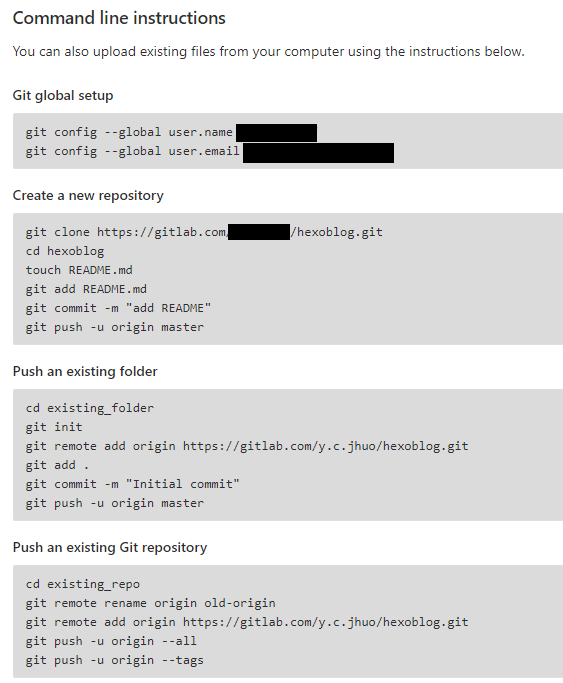 Command line instructions
You can also upload existing files from your computer using the instructions below.
Git global setup
git config --global user.name
git config --global user.email
Create a new repository
git clone https://gitlab.com/ /hexoblog.git
cd hexoblog
touch README.md
git add README.md
git commit -m "add README"
git push -u origin master
Push an existing folder
cd existing_folder
git init
git remote add origin https://gitlab.com/y.c.jhuo/hexoblog.git
git add .
git commit -m "Initial commit"
git push -u origin master
Push an existing Git repository
cd existing_repo
git remote rename origin old-origin
git remote add origin https://gitlab.com/y.c.jhuo/hexoblog.git
git push -u origin --all
git push -u origin --tags